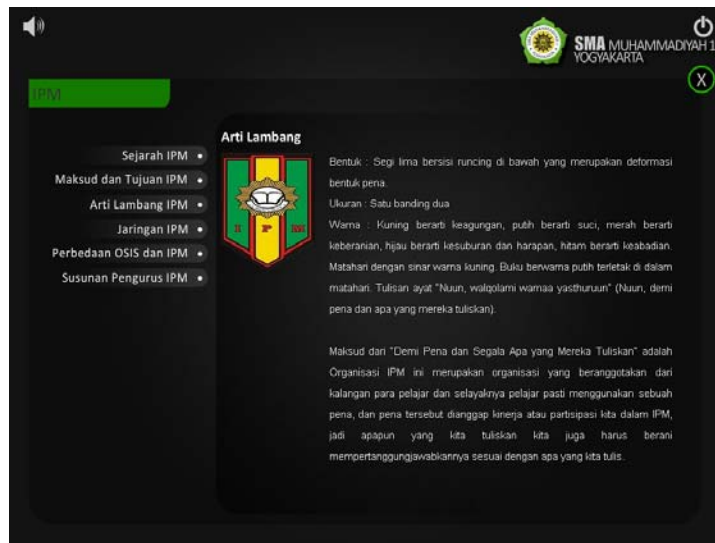 SMA MUHAMMADIYAH 1
YOGYAKARTA
X
IPM
Sejarah IPM
Maksud dan Tujuan IPM
Arti Lambang IPM
Jaringan IPM
Perbedaan OSIS dan IPM
Susunan Pengurus IPM
Arti Lambang
I P M
Bentuk : Segi lima bersisi runcing di bawah yang merupakan deformasi
bentuk pena.
Ukuran : Satu banding dua
Warna : Kuning berarti keagungan, putih berarti suci, merah berarti
keberanian, hijau berarti kesuburan dan harapan, hitam berarti keabadian.
Matahari dengan sinar warna kuning. Buku berwarna putih terletak di dalam
matahari. Tulisan ayat "Nuun, walqolami wamaa yasthuruun" (Nuun, demi
pena dan apa yang mereka tuliskan).
Maksud dari "Demi Pena dan Segala Apa yang Mereka Tuliskan" adalah
Organisasi IPM ini merupakan organisasi yang beranggotakan dari
kalangan para pelajar dan selayaknya pelajar pasti menggunakan sebuah
pena, dan pena tersebut dianggap kinerja atau partisipasi kita dalam IPM,
jadi apapun yang kita tuliskan kita juga harus berani
mempertanggungjawabkannya sesuai dengan apa yang kita tulis.